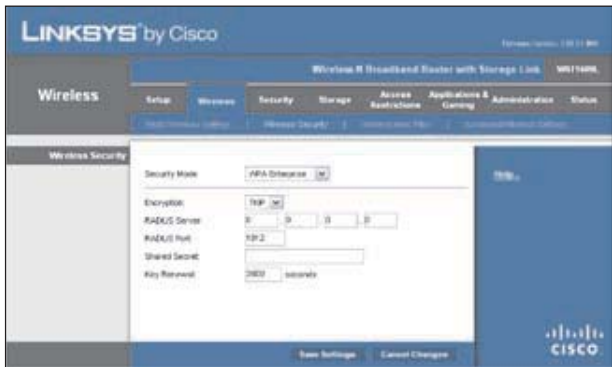 LINKSYS by Cisco
Wireless-N Broadband Router with Storage Link
Wireless
Setup
Wireless
Security
Storage
Access Restrictions
Applications & Gaming
Administration
Status
Wireless Security
Wireless Security
Security Mode:
WPA Enterprise
Help...
Encryption:
TKIP
RADIUS Server:
0 . 0 . 0 . 0
RADIUS Port:
1812
Shared Secret:
Key Renewal:
3600 seconds
Save Settings
Cancel Changes
CISCO